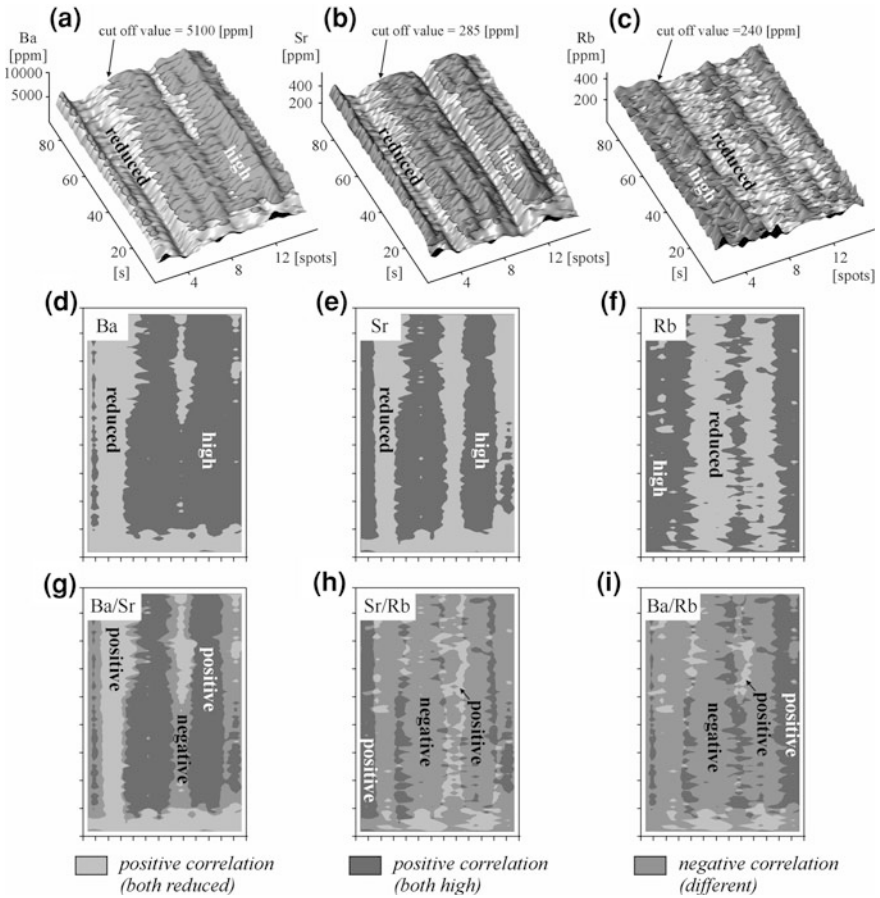 (a)
Ba
[ppm]
cut off value = 5100 [ppm]
10000
5000
reduced
high
80
60
40
20
[s]
4
8
12
[spots]
(b)
Sr
[ppm]
cut off value = 285 [ppm]
400
200
reduced
high
80
60
40
20
[s]
4
8
12
[spots]
(c)
Rb
[ppm]
cut off value =240 [ppm]
400
200
high
reduced
80
60
40
20
[s]
4
8
12
[spots]
(d)
Ba
reduced
high
(e)
Sr
reduced
high
(f)
Rb
high
reduced
(g)
Ba/Sr
positive
negative
positive
(h)
Sr/Rb
positive
negative
positive
(i)
Ba/Rb
negative
positive
positive
positive correlation
(both reduced)
positive correlation
(both high)
negative correlation
(different)